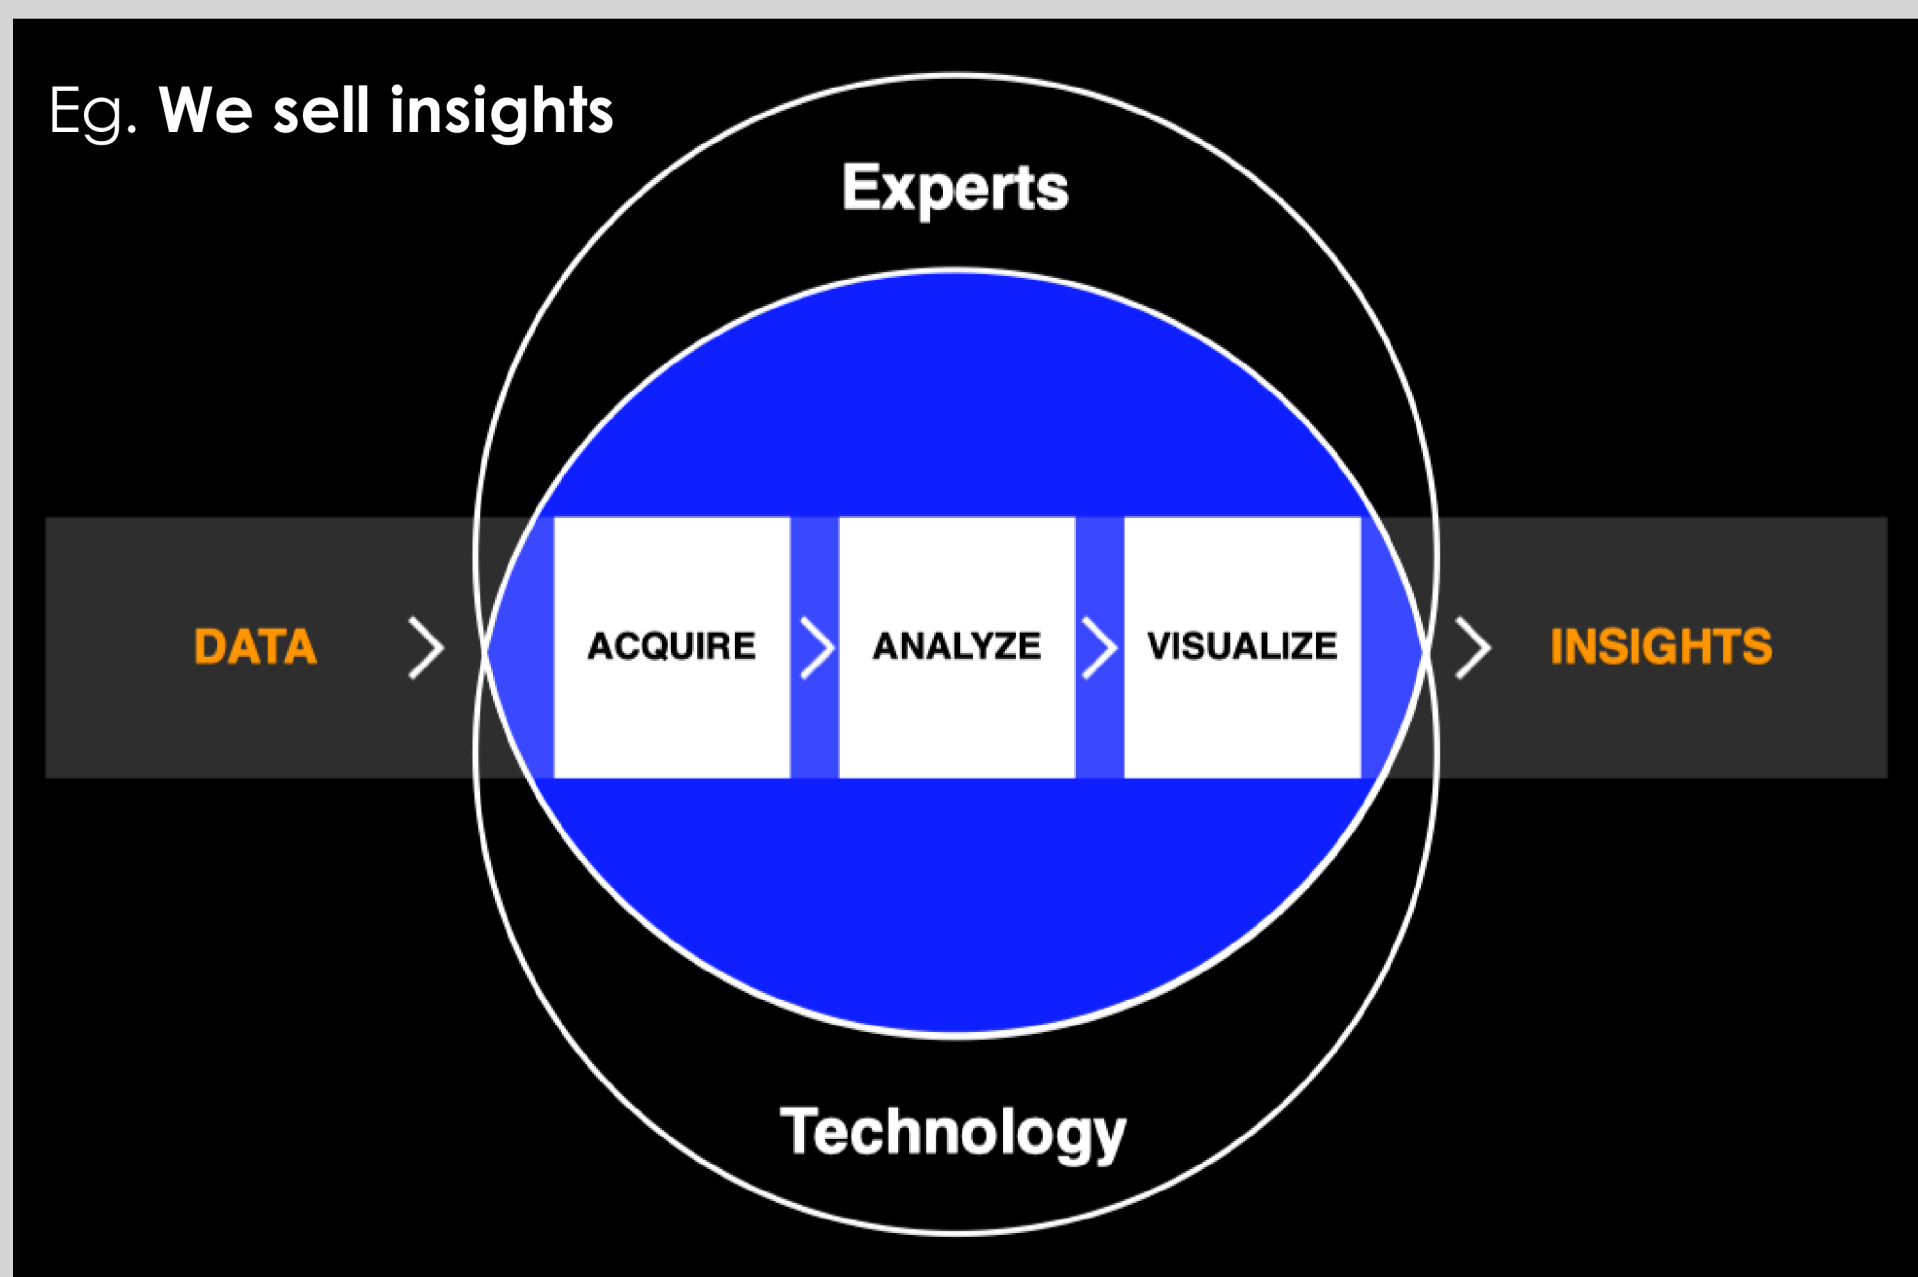 Eg. We sell insights
Experts
DATA > ACQUIRE > ANALYZE > VISUALIZE > INSIGHTS
Technology